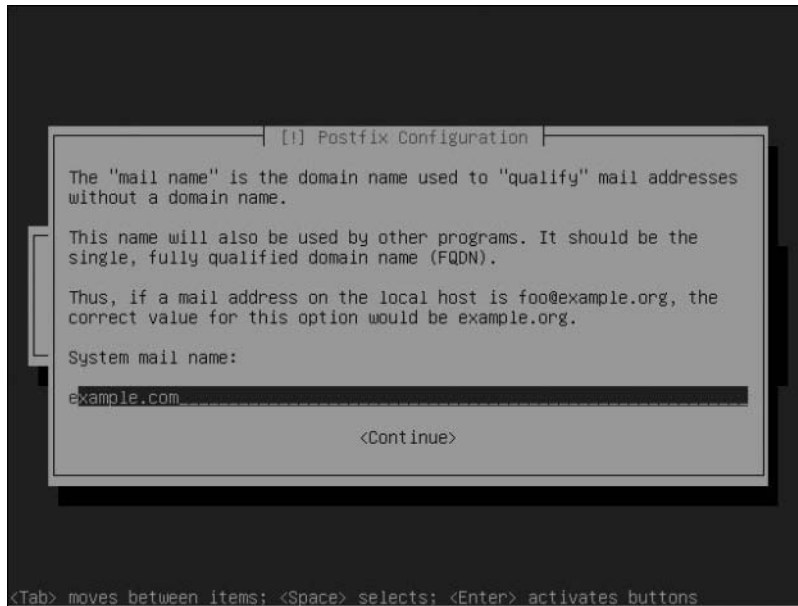 [!] Postfix Configuration
The "mail name" is the domain name used to "qualify" mail addresses
without a domain name.
This name will also be used by other programs. It should be the
single, fully qualified domain name (FQDN).
Thus, if a mail address on the local host is foo@example.org, the
correct value for this option would be example.org.
System mail name:
example.com
<Continue>
<Tab> moves between items; <Space> selects; <Enter> activates buttons